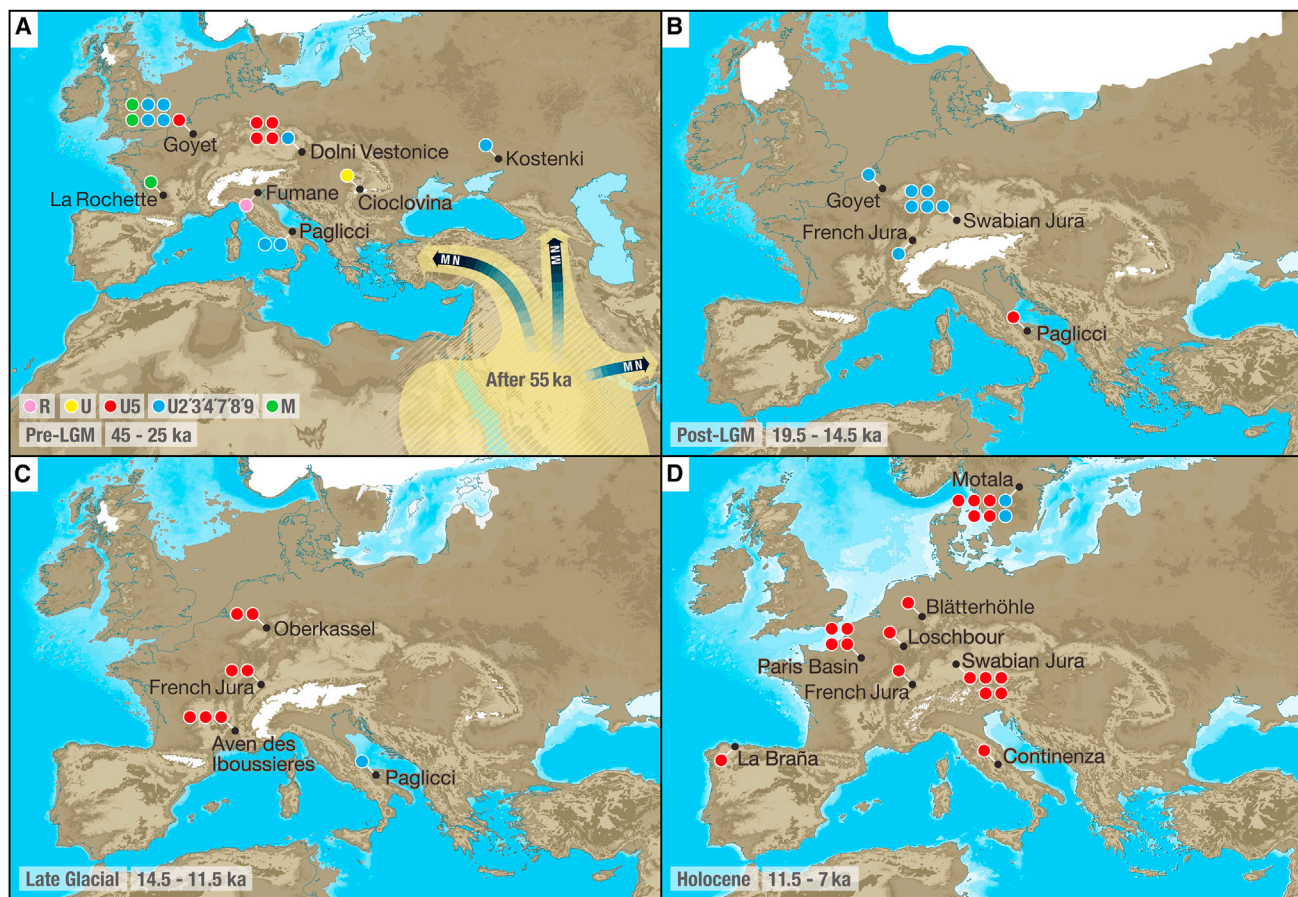 A
Goyet
Dolni Vestonice
Kostenki
La Rochette
Fumane
Cioclovina
Paglicci
M N
M N
M N
After 55 ka
R U U5 U2'3'4'7'8'9 M
Pre-LGM 45 - 25 ka
B
Goyet
Swabian Jura
French Jura
Paglicci
Post-LGM 19.5 - 14.5 ka
C
Oberkassel
French Jura
Aven des
Iboussieres
Paglicci
Late Glacial 14.5 - 11.5 ka
D
Motala
Blätterhöhle
Loschbour
Paris Basin
Swabian Jura
French Jura
La Braña
Continenza
Holocene 11.5 - 7 ka